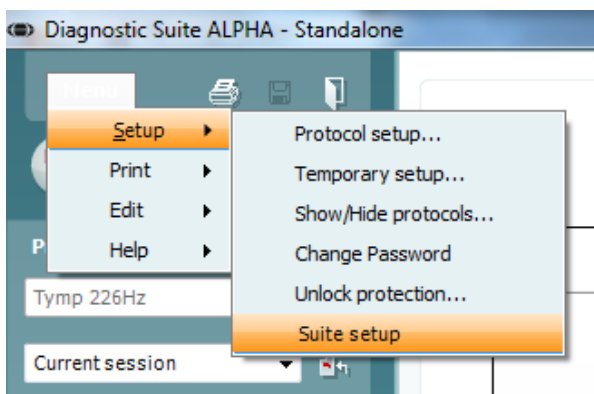 Diagnostic Suite ALPHA - Standalone
Menu
Setup
Protocol setup...
Print
Temporary setup...
Edit
Show/Hide protocols...
Help
Change Password
P
Tymp 226Hz
Unlock protection...
Suite setup
Current session